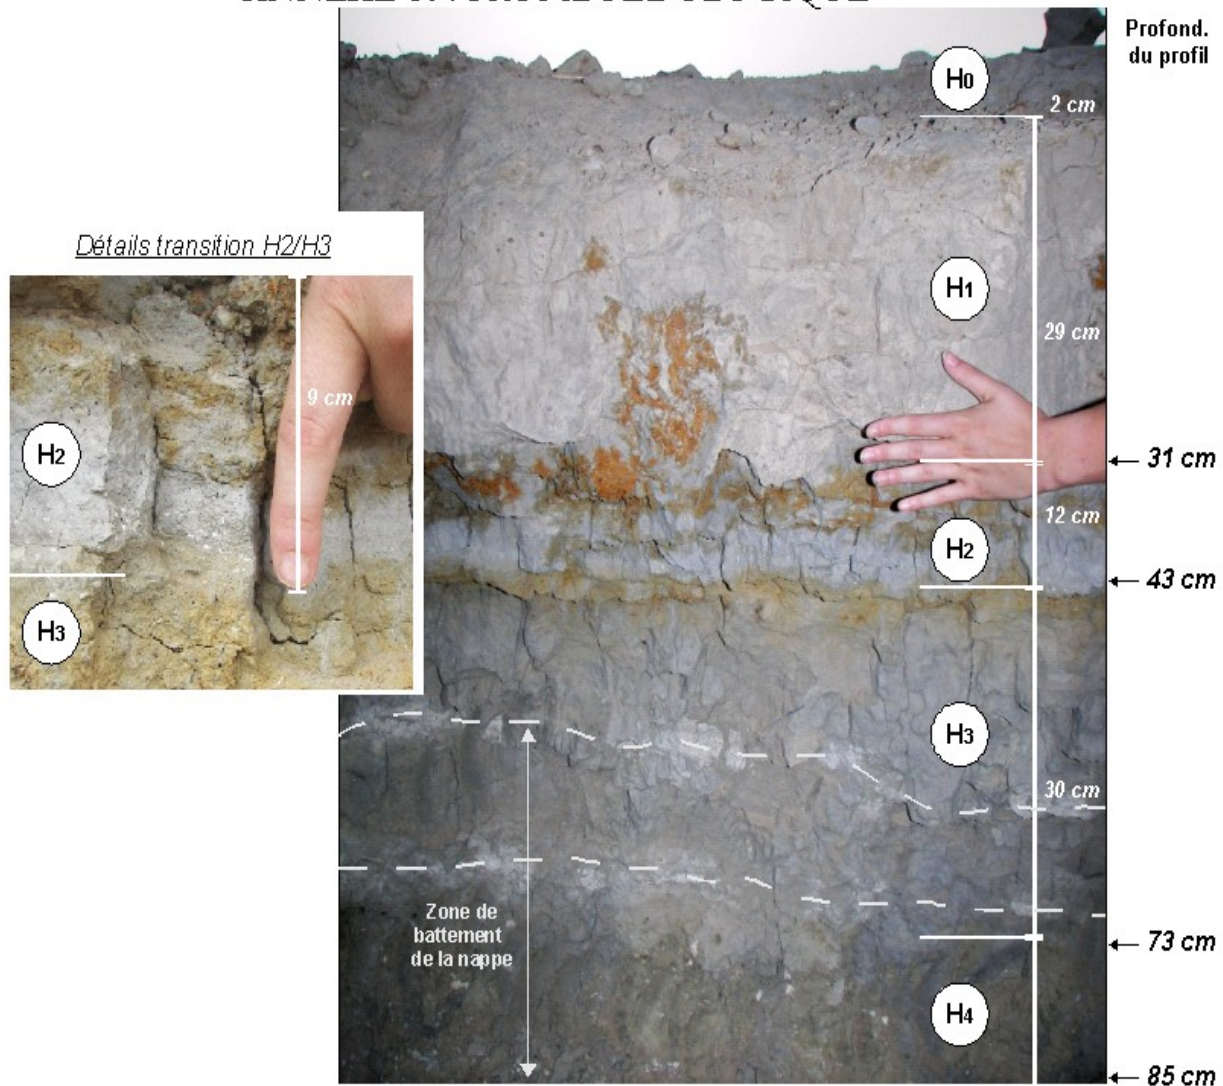 Profond.
du profil
H0
2 cm
Détails transition H2/H3
H1
29 cm
9 cm
H2
31 cm
12 cm
H2
43 cm
H3
H3
30 cm
Zone de
battement
de la nappe
73 cm
H4
85 cm